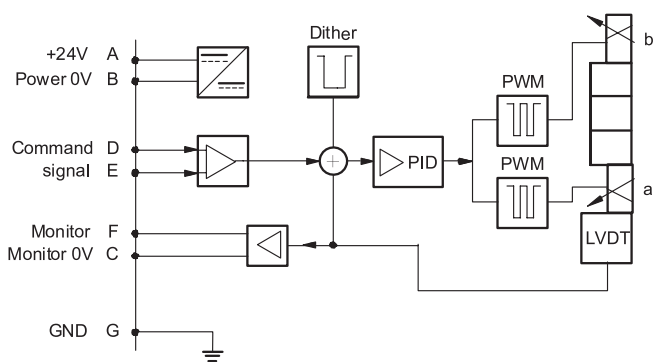 +24V A
Power 0V B
Dither
b
PWM
Command D
signal E
PID
PWM
a
Monitor F
Monitor 0V C
LVDT
GND G